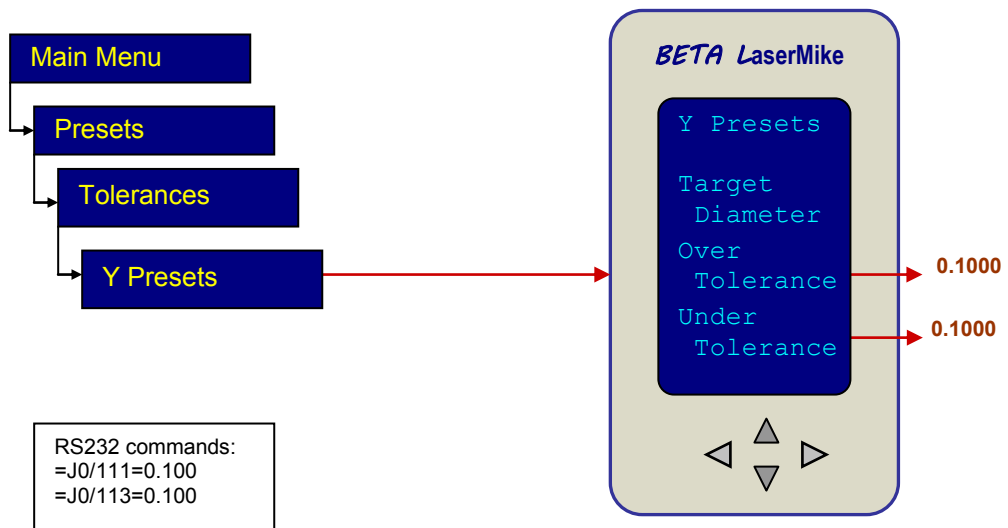 Main Menu
Presets
Tolerances
Y Presets
BETA LaserMike
Y Presets
Target
Diameter
Over
Tolerance
Under
Tolerance
0.1000
0.1000
RS232 commands:
=J0/111=0.100
=J0/113=0.100